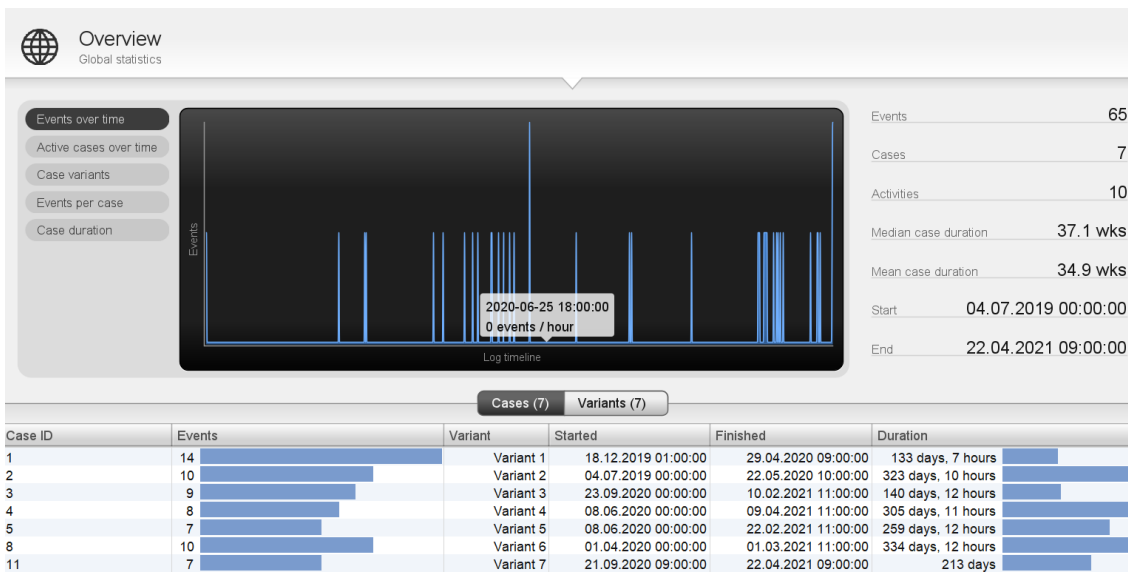 Overview
Global statistics
Events over time
Active cases over time
Case variants
Events per case
Case duration
Events
2020-06-25 18:00:00
0 events / hour
Log timeline
Events 65
Cases 7
Activities 10
Median case duration 37.1 wks
Mean case duration 34.9 wks
Start 04.07.2019 00:00:00
End 22.04.2021 09:00:00
Cases (7) Variants (7)
Case ID Events Variant Started Finished Duration
1 14 Variant 1 18.12.2019 01:00:00 29.04.2020 09:00:00 133 days, 7 hours
2 10 Variant 2 04.07.2019 00:00:00 22.05.2020 10:00:00 323 days, 10 hours
3 9 Variant 3 23.09.2020 00:00:00 10.02.2021 11:00:00 140 days, 12 hours
4 8 Variant 4 08.06.2020 00:00:00 09.04.2021 11:00:00 305 days, 11 hours
5 7 Variant 5 08.06.2020 00:00:00 22.02.2021 11:00:00 259 days, 12 hours
8 10 Variant 6 01.04.2020 00:00:00 01.03.2021 11:00:00 334 days, 12 hours
11 7 Variant 7 21.09.2020 09:00:00 22.04.2021 09:00:00 213 days